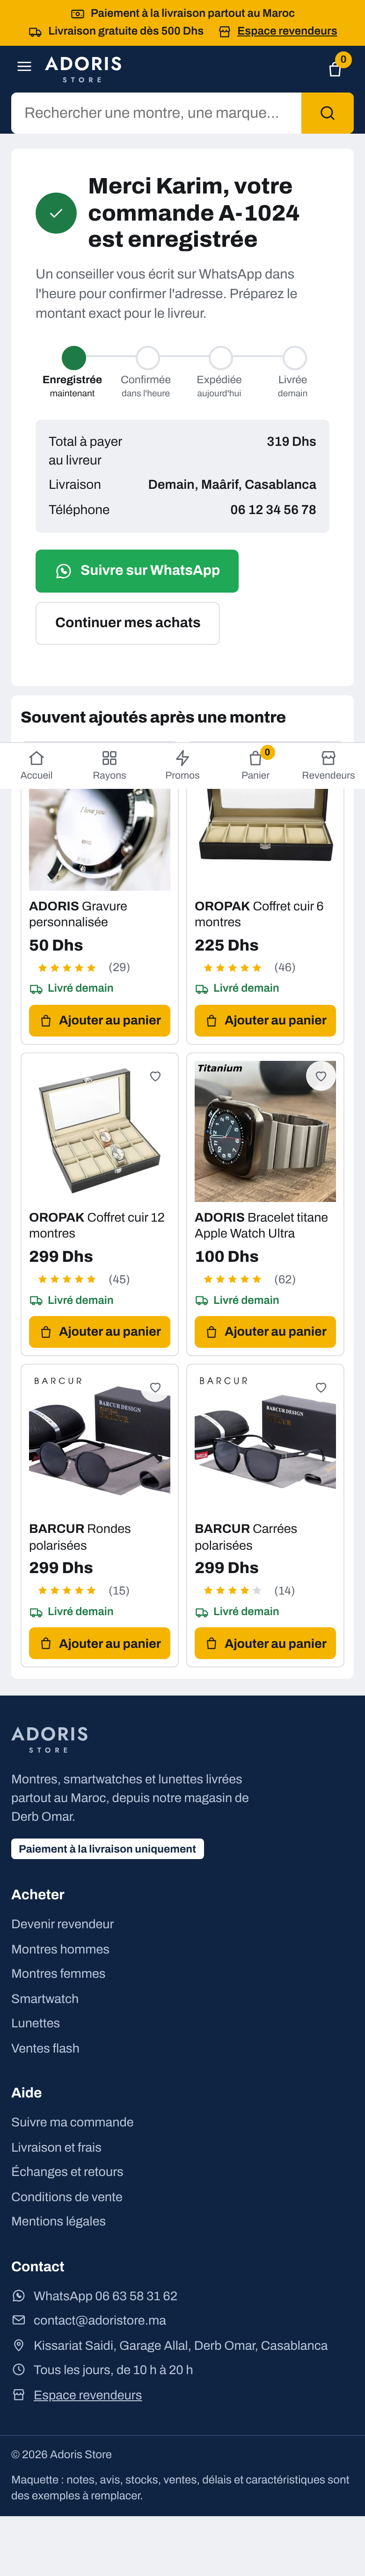 Paiement à la livraison partout au Maroc
Livraison gratuite dès 500 Dhs Espace revendeurs
ADORIS
STORE
0
Rechercher une montre, une marque...
Merci Karim, votre
commande A-1024
est enregistrée
Un conseiller vous écrit sur WhatsApp dans
l'heure pour confirmer l'adresse. Préparez le
montant exact pour le livreur.
Enregistrée Confirmée Expédiée Livrée
maintenant dans l'heure aujourd'hui demain
Total à payer 319 Dhs
au livreur
Livraison Demain, Maârif, Casablanca
Téléphone 06 12 34 56 78
Suivre sur WhatsApp
Continuer mes achats
Souvent ajoutés après une montre
0
Accueil Rayons Promos Panier Revendeurs
I love you
ADORIS Gravure
personnalisée
50 Dhs
(29)
Livré demain
Ajouter au panier
OROPAK Coffret cuir 6
montres
225 Dhs
(46)
Livré demain
Ajouter au panier
OROPAK Coffret cuir 12
montres
299 Dhs
(45)
Livré demain
Ajouter au panier
Titanium
ADORIS Bracelet titane
Apple Watch Ultra
100 Dhs
(62)
Livré demain
Ajouter au panier
BARCUR
BARCUR DESIGN
BARCUR Rondes
polarisées
299 Dhs
(15)
Livré demain
Ajouter au panier
BARCUR
BARCUR DESIGN
BARCUR Carrées
polarisées
299 Dhs
(14)
Livré demain
Ajouter au panier
ADORIS
STORE
Montres, smartwatches et lunettes livrées
partout au Maroc, depuis notre magasin de
Derb Omar.
Paiement à la livraison uniquement
Acheter
Devenir revendeur
Montres hommes
Montres femmes
Smartwatch
Lunettes
Ventes flash
Aide
Suivre ma commande
Livraison et frais
Échanges et retours
Conditions de vente
Mentions légales
Contact
WhatsApp 06 63 58 31 62
contact@adoristore.ma
Kissariat Saidi, Garage Allal, Derb Omar, Casablanca
Tous les jours, de 10 h à 20 h
Espace revendeurs
© 2026 Adoris Store
Maquette : notes, avis, stocks, ventes, délais et caractéristiques sont
des exemples à remplacer.